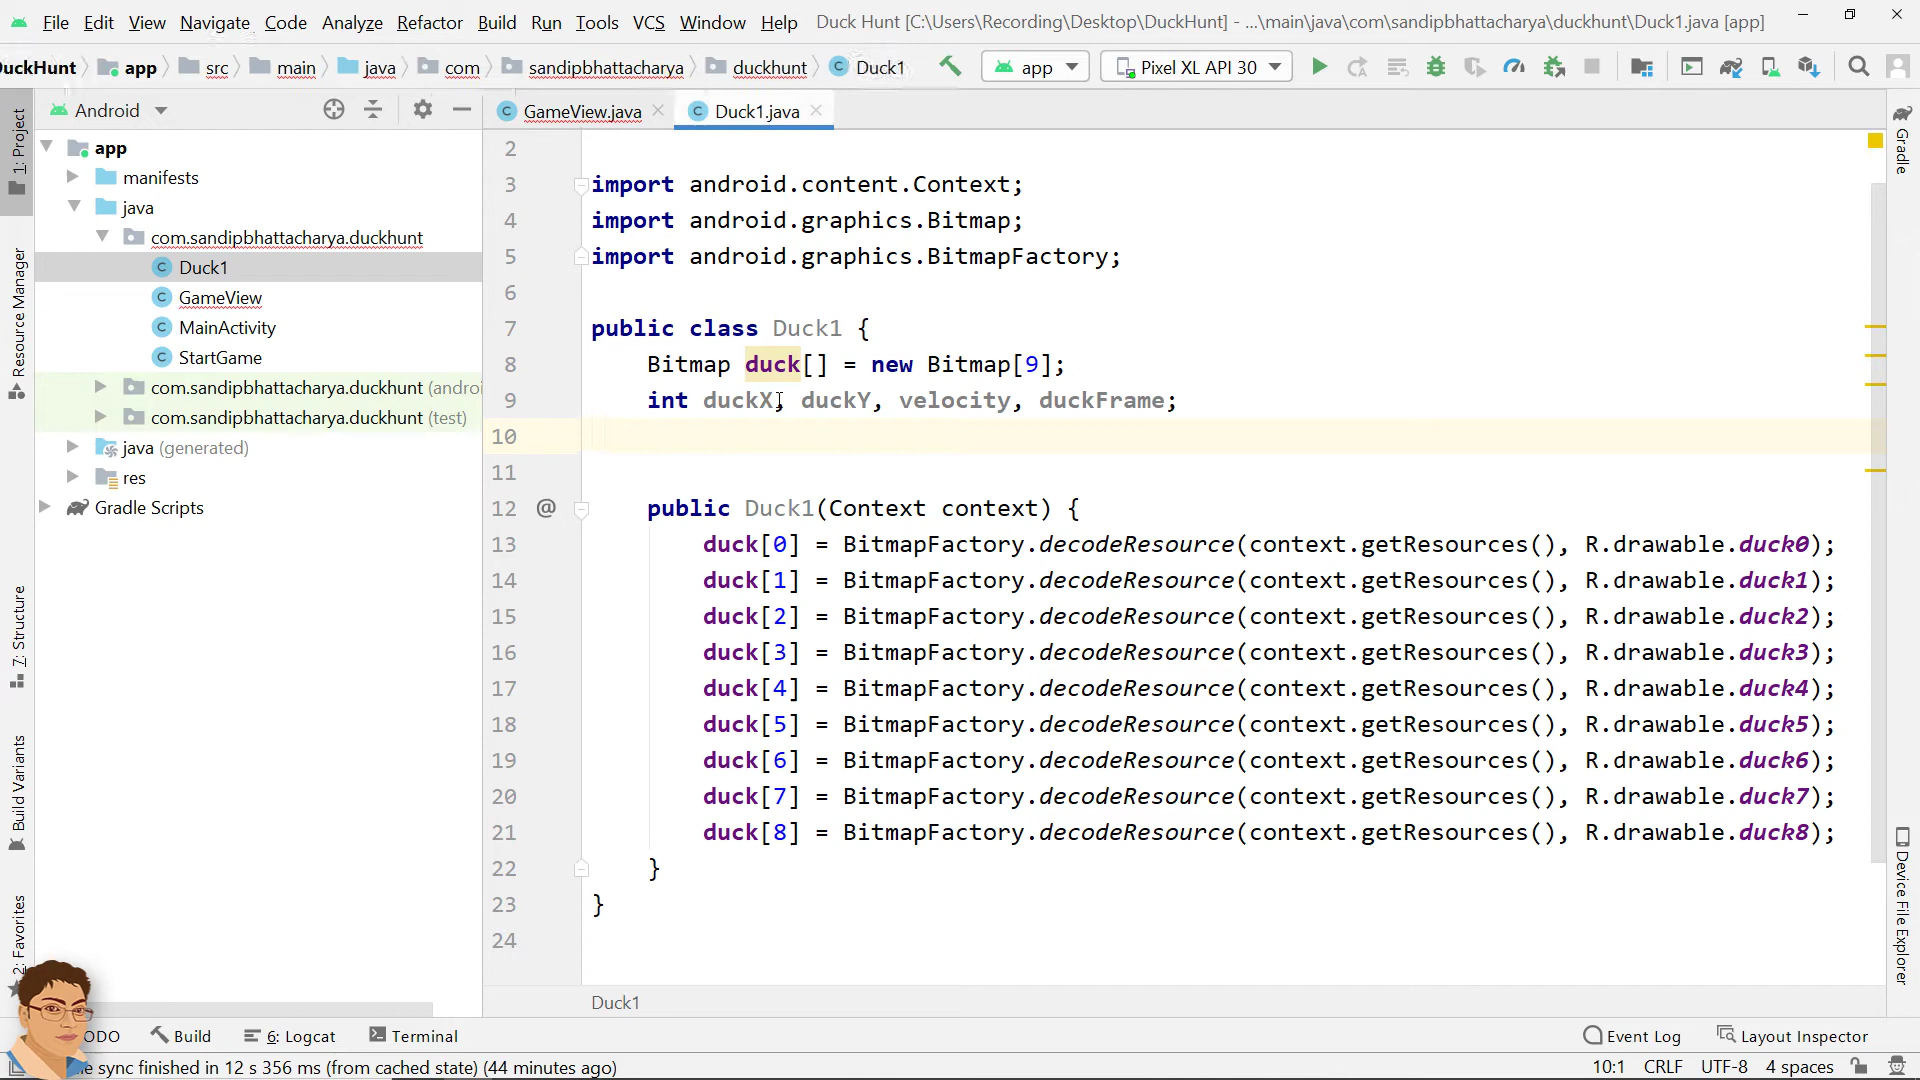 File Edit View Navigate Code Analyze Refactor Build Run Tools VCS Window Help Duck Hunt [C:\Users\Recording\Desktop\DuckHunt] - ...\main\java\com\sandipbhattacharya\duckhunt\Duck1.java [app]
DuckHunt app src main java com sandipbhattacharya duckhunt Duck1 app Pixel XL API 30
Android
GameView.java Duck1.java
1: Project
Resource Manager
7: Structure
Build Variants
2: Favorites
app
manifests
java
com.sandipbhattacharya.duckhunt
Duck1
GameView
MainActivity
StartGame
com.sandipbhattacharya.duckhunt (androi
com.sandipbhattacharya.duckhunt (test)
java (generated)
res
Gradle Scripts
2
3 import android.content.Context;
4 import android.graphics.Bitmap;
5 import android.graphics.BitmapFactory;
6
7 public class Duck1 {
8 Bitmap duck[] = new Bitmap[9];
9 int duckX, duckY, velocity, duckFrame;
10
11
12 @ public Duck1(Context context) {
13 duck[0] = BitmapFactory.decodeResource(context.getResources(), R.drawable.duck0);
14 duck[1] = BitmapFactory.decodeResource(context.getResources(), R.drawable.duck1);
15 duck[2] = BitmapFactory.decodeResource(context.getResources(), R.drawable.duck2);
16 duck[3] = BitmapFactory.decodeResource(context.getResources(), R.drawable.duck3);
17 duck[4] = BitmapFactory.decodeResource(context.getResources(), R.drawable.duck4);
18 duck[5] = BitmapFactory.decodeResource(context.getResources(), R.drawable.duck5);
19 duck[6] = BitmapFactory.decodeResource(context.getResources(), R.drawable.duck6);
20 duck[7] = BitmapFactory.decodeResource(context.getResources(), R.drawable.duck7);
21 duck[8] = BitmapFactory.decodeResource(context.getResources(), R.drawable.duck8);
22 }
23 }
24
Duck1
Gradle
Device File Explorer
ODO Build 6: Logcat Terminal Event Log Layout Inspector
le sync finished in 12 s 356 ms (from cached state) (44 minutes ago) 10:1 CRLF UTF-8 4 spaces